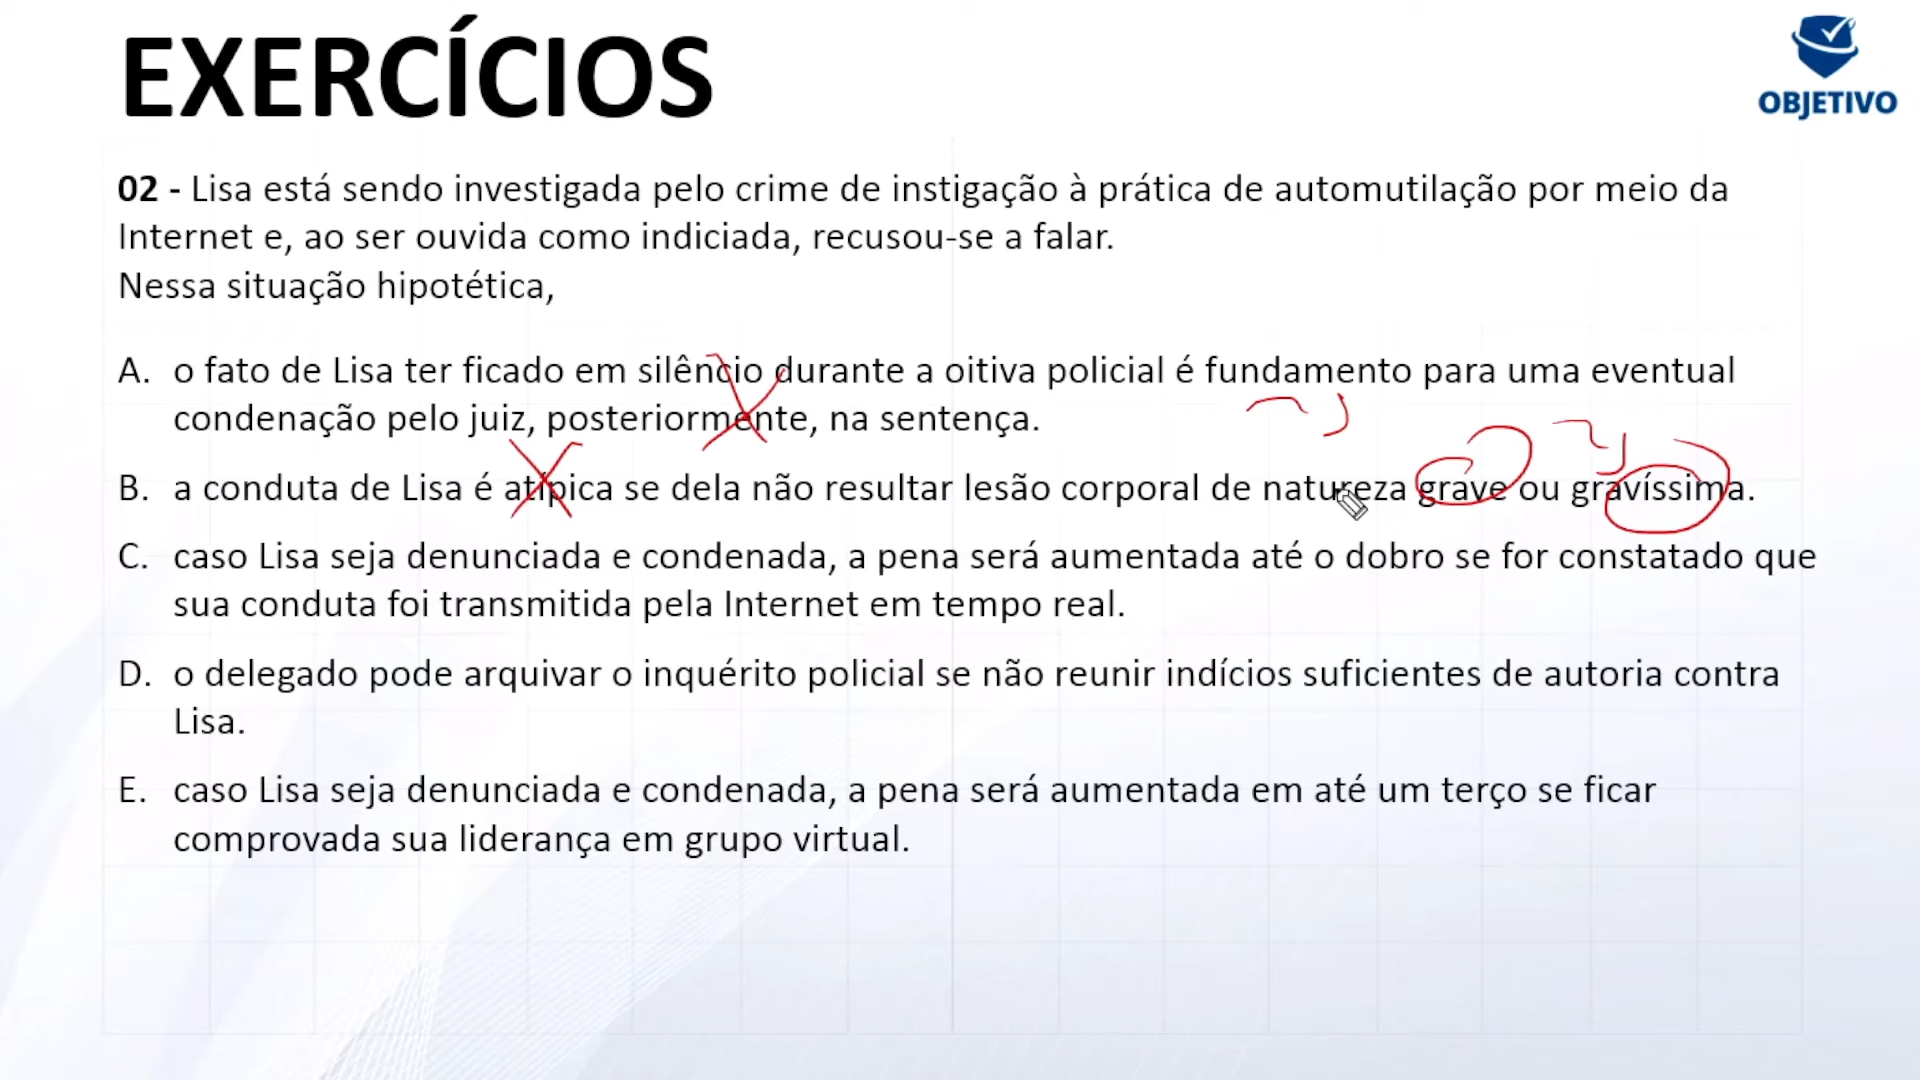 EXERCÍCIOS
OBJETIVO
02 - Lisa está sendo investigada pelo crime de instigação à prática de automutilação por meio da
Internet e, ao ser ouvida como indiciada, recusou-se a falar.
Nessa situação hipotética,
A. o fato de Lisa ter ficado em silêncio durante a oitiva policial é fundamento para uma eventual
condenação pelo juiz, posteriormente, na sentença.
B. a conduta de Lisa é atípica se dela não resultar lesão corporal de natureza grave ou gravíssima.
C. caso Lisa seja denunciada e condenada, a pena será aumentada até o dobro se for constatado que
sua conduta foi transmitida pela Internet em tempo real.
D. o delegado pode arquivar o inquérito policial se não reunir indícios suficientes de autoria contra
Lisa.
E. caso Lisa seja denunciada e condenada, a pena será aumentada em até um terço se ficar
comprovada sua liderança em grupo virtual.